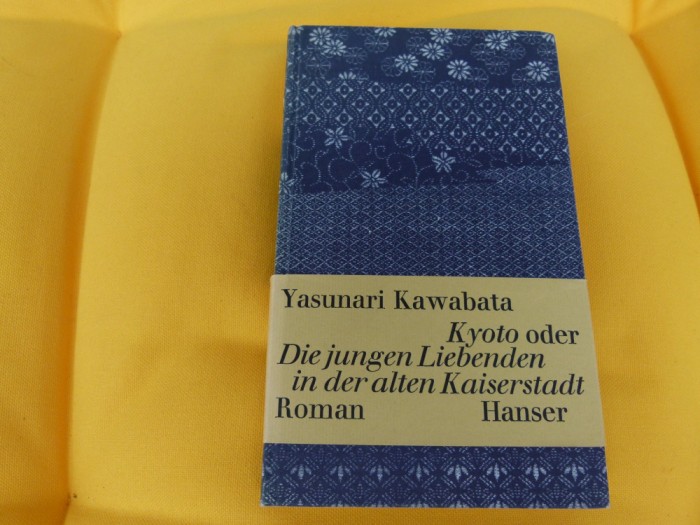 Yasunari Kawabata
Kyoto oder
Die jungen Liebenden
in der alten Kaiserstadt
Roman Hanser